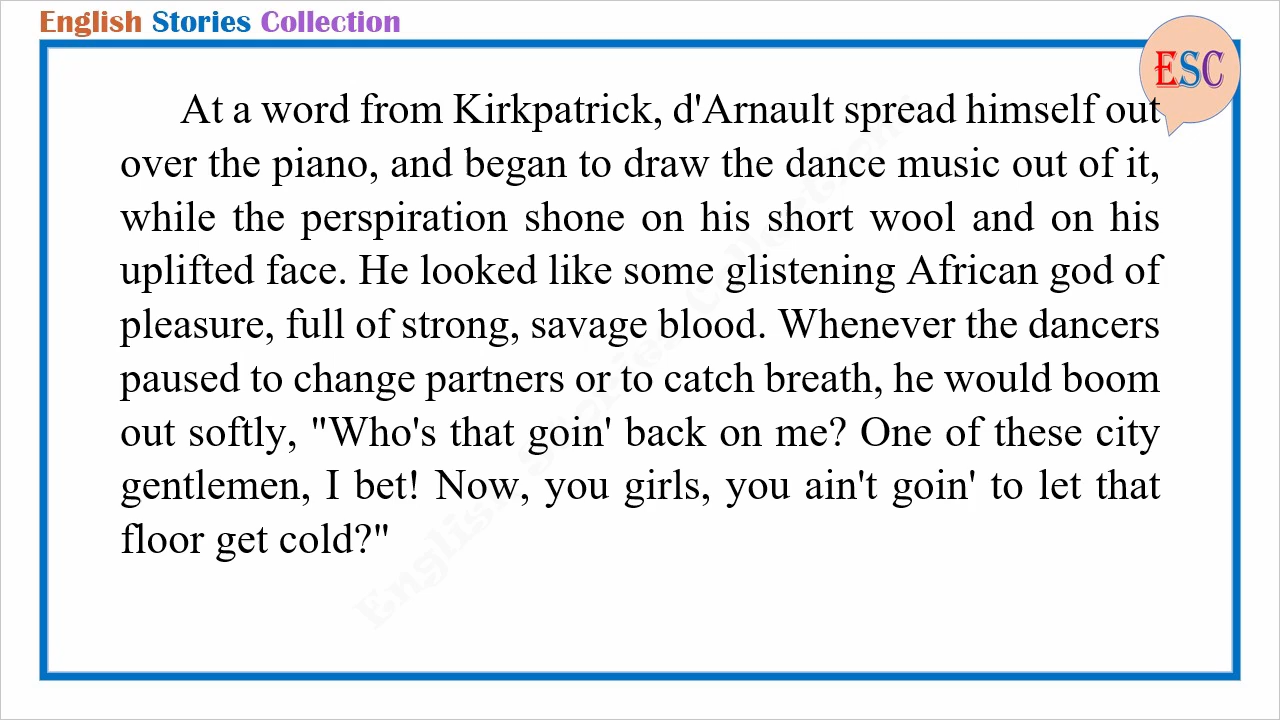 English Stories Collection
ESC
At a word from Kirkpatrick, d'Arnault spread himself out
over the piano, and began to draw the dance music out of it,
while the perspiration shone on his short wool and on his
uplifted face. He looked like some glistening African god of
pleasure, full of strong, savage blood. Whenever the dancers
paused to change partners or to catch breath, he would boom
out softly, "Who's that goin' back on me? One of these city
gentlemen, I bet! Now, you girls, you ain't goin' to let that
floor get cold?"
English Stories Collection